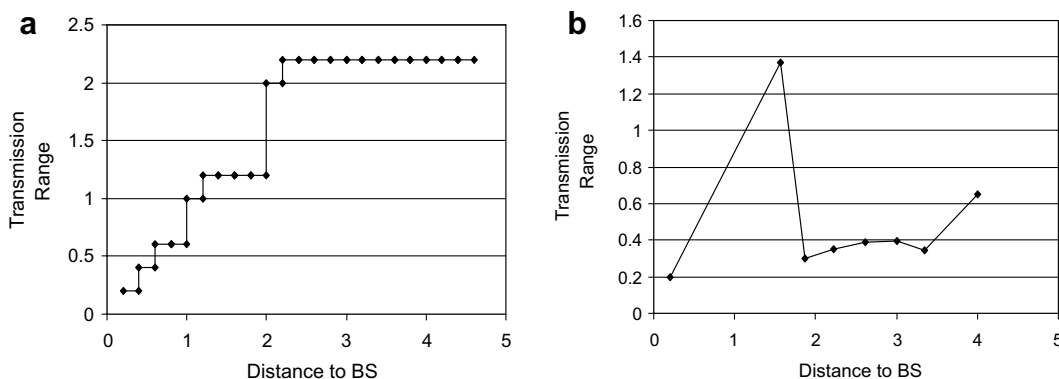 a
2.5
2
1.5
1
0.5
0
0 1 2 3 4 5
Transmission
Range
Distance to BS
b
1.6
1.4
1.2
1
0.8
0.6
0.4
0.2
0
0 1 2 3 4 5
Transmission
Range
Distance to BS